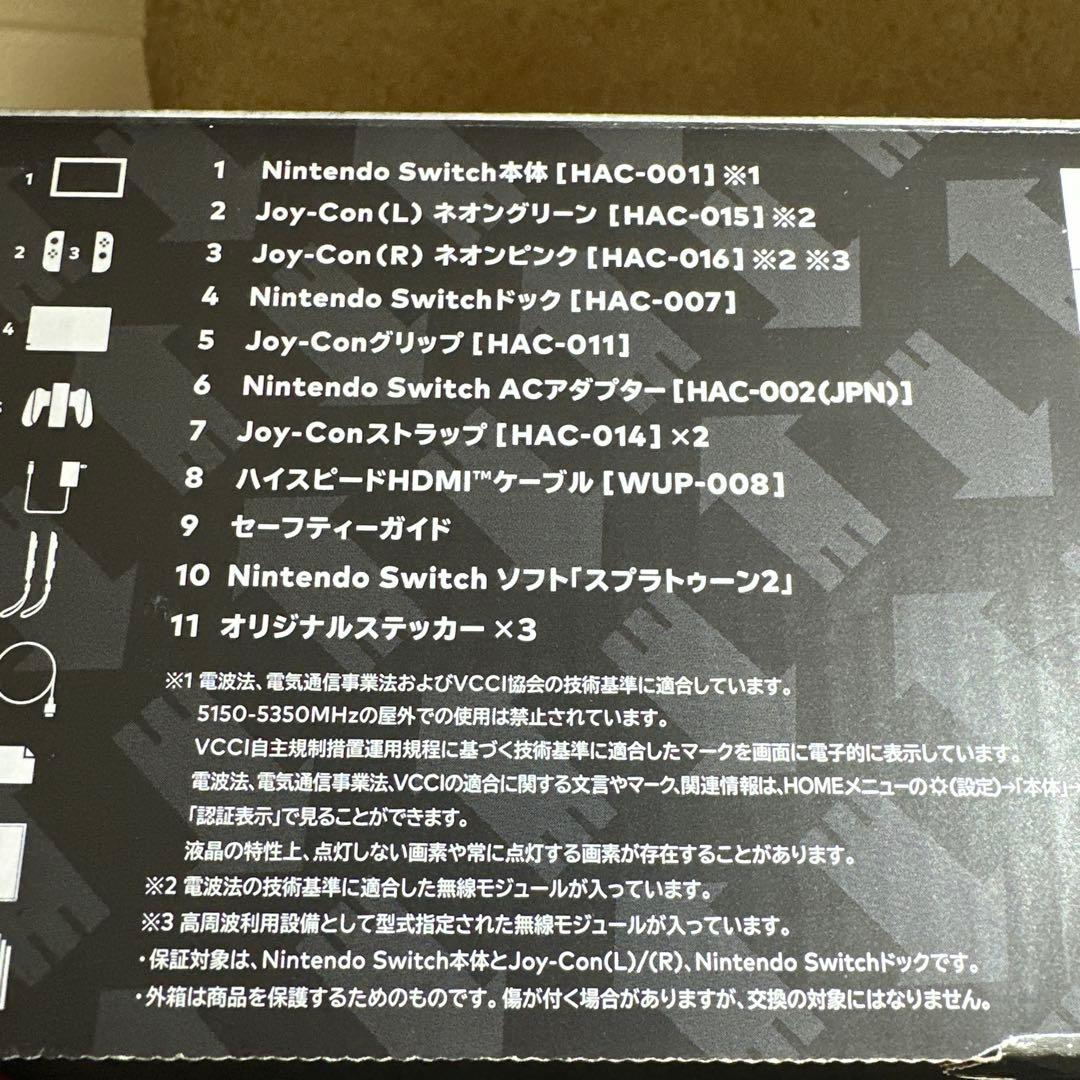 1 Nintendo Switch本体 [HAC-001] ※1
2 Joy-Con(L) ネオングリーン [HAC-015] ※2
3 Joy-Con(R) ネオンピンク [HAC-016] ※2 ※3
4 Nintendo Switchドック [HAC-007]
5 Joy-Conグリップ [HAC-011]
6 Nintendo Switch ACアダプター [HAC-002(JPN)]
7 Joy-Conストラップ [HAC-014] ×2
8 ハイスピードHDMI™ケーブル [WUP-008]
9 セーフティーガイド
10 Nintendo Switch ソフト「スプラトゥーン2」
11 オリジナルステッカー ×3
※1 電波法、電気通信事業法およびVCCI協会の技術基準に適合しています。
5150-5350MHzの屋外での使用は禁止されています。
VCCI自主規制措置運用規程に基づく技術基準に適合したマークを画面に電子的に表示しています。
電波法、電気通信事業法、VCCIの適合に関する文言やマーク、関連情報は、HOMEメニューの(設定)→「本体」→
「認証表示」で見ることができます。
液晶の特性上、点灯しない画素や常に点灯する画素が存在することがあります。
※2 電波法の技術基準に適合した無線モジュールが入っています。
※3 高周波利用設備として型式指定された無線モジュールが入っています。
・保証対象は、Nintendo Switch本体とJoy-Con(L)/(R)、Nintendo Switchドックです。
・外箱は商品を保護するためのものです。傷が付く場合がありますが、交換の対象にはなりません。
1
2 3
4